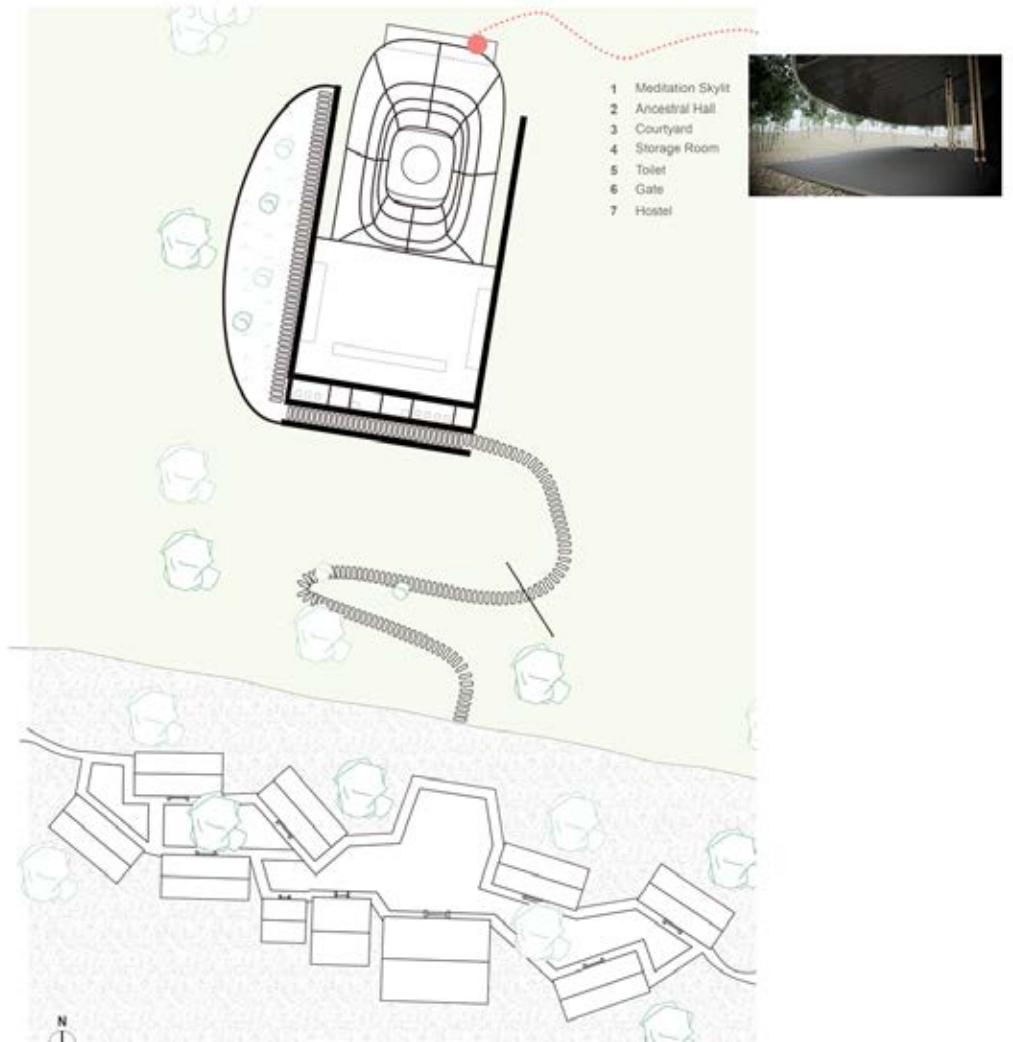 1 Meditation Skylit
2 Ancestral Hall
3 Courtyard
4 Storage Room
5 Toilet
6 Gate
7 Hostel
N